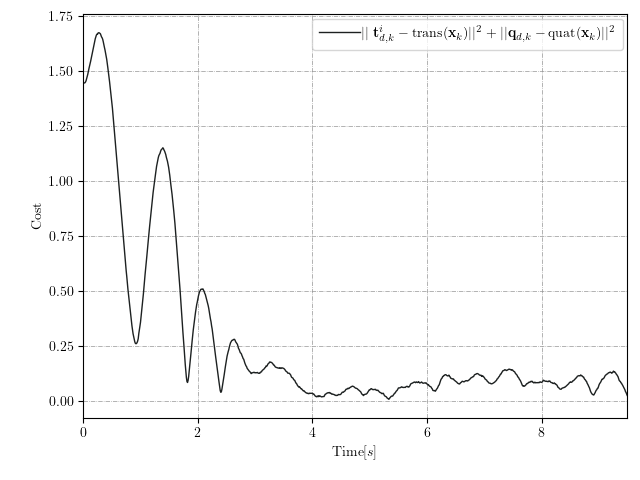 1.75
|| t^i_{d,k} − trans(x_k)||^2 + ||q_{d,k} − quat(x_k)||^2
1.50
1.25
1.00
0.75
0.50
0.25
0.00
Cost
0 2 4 6 8
Time[s]